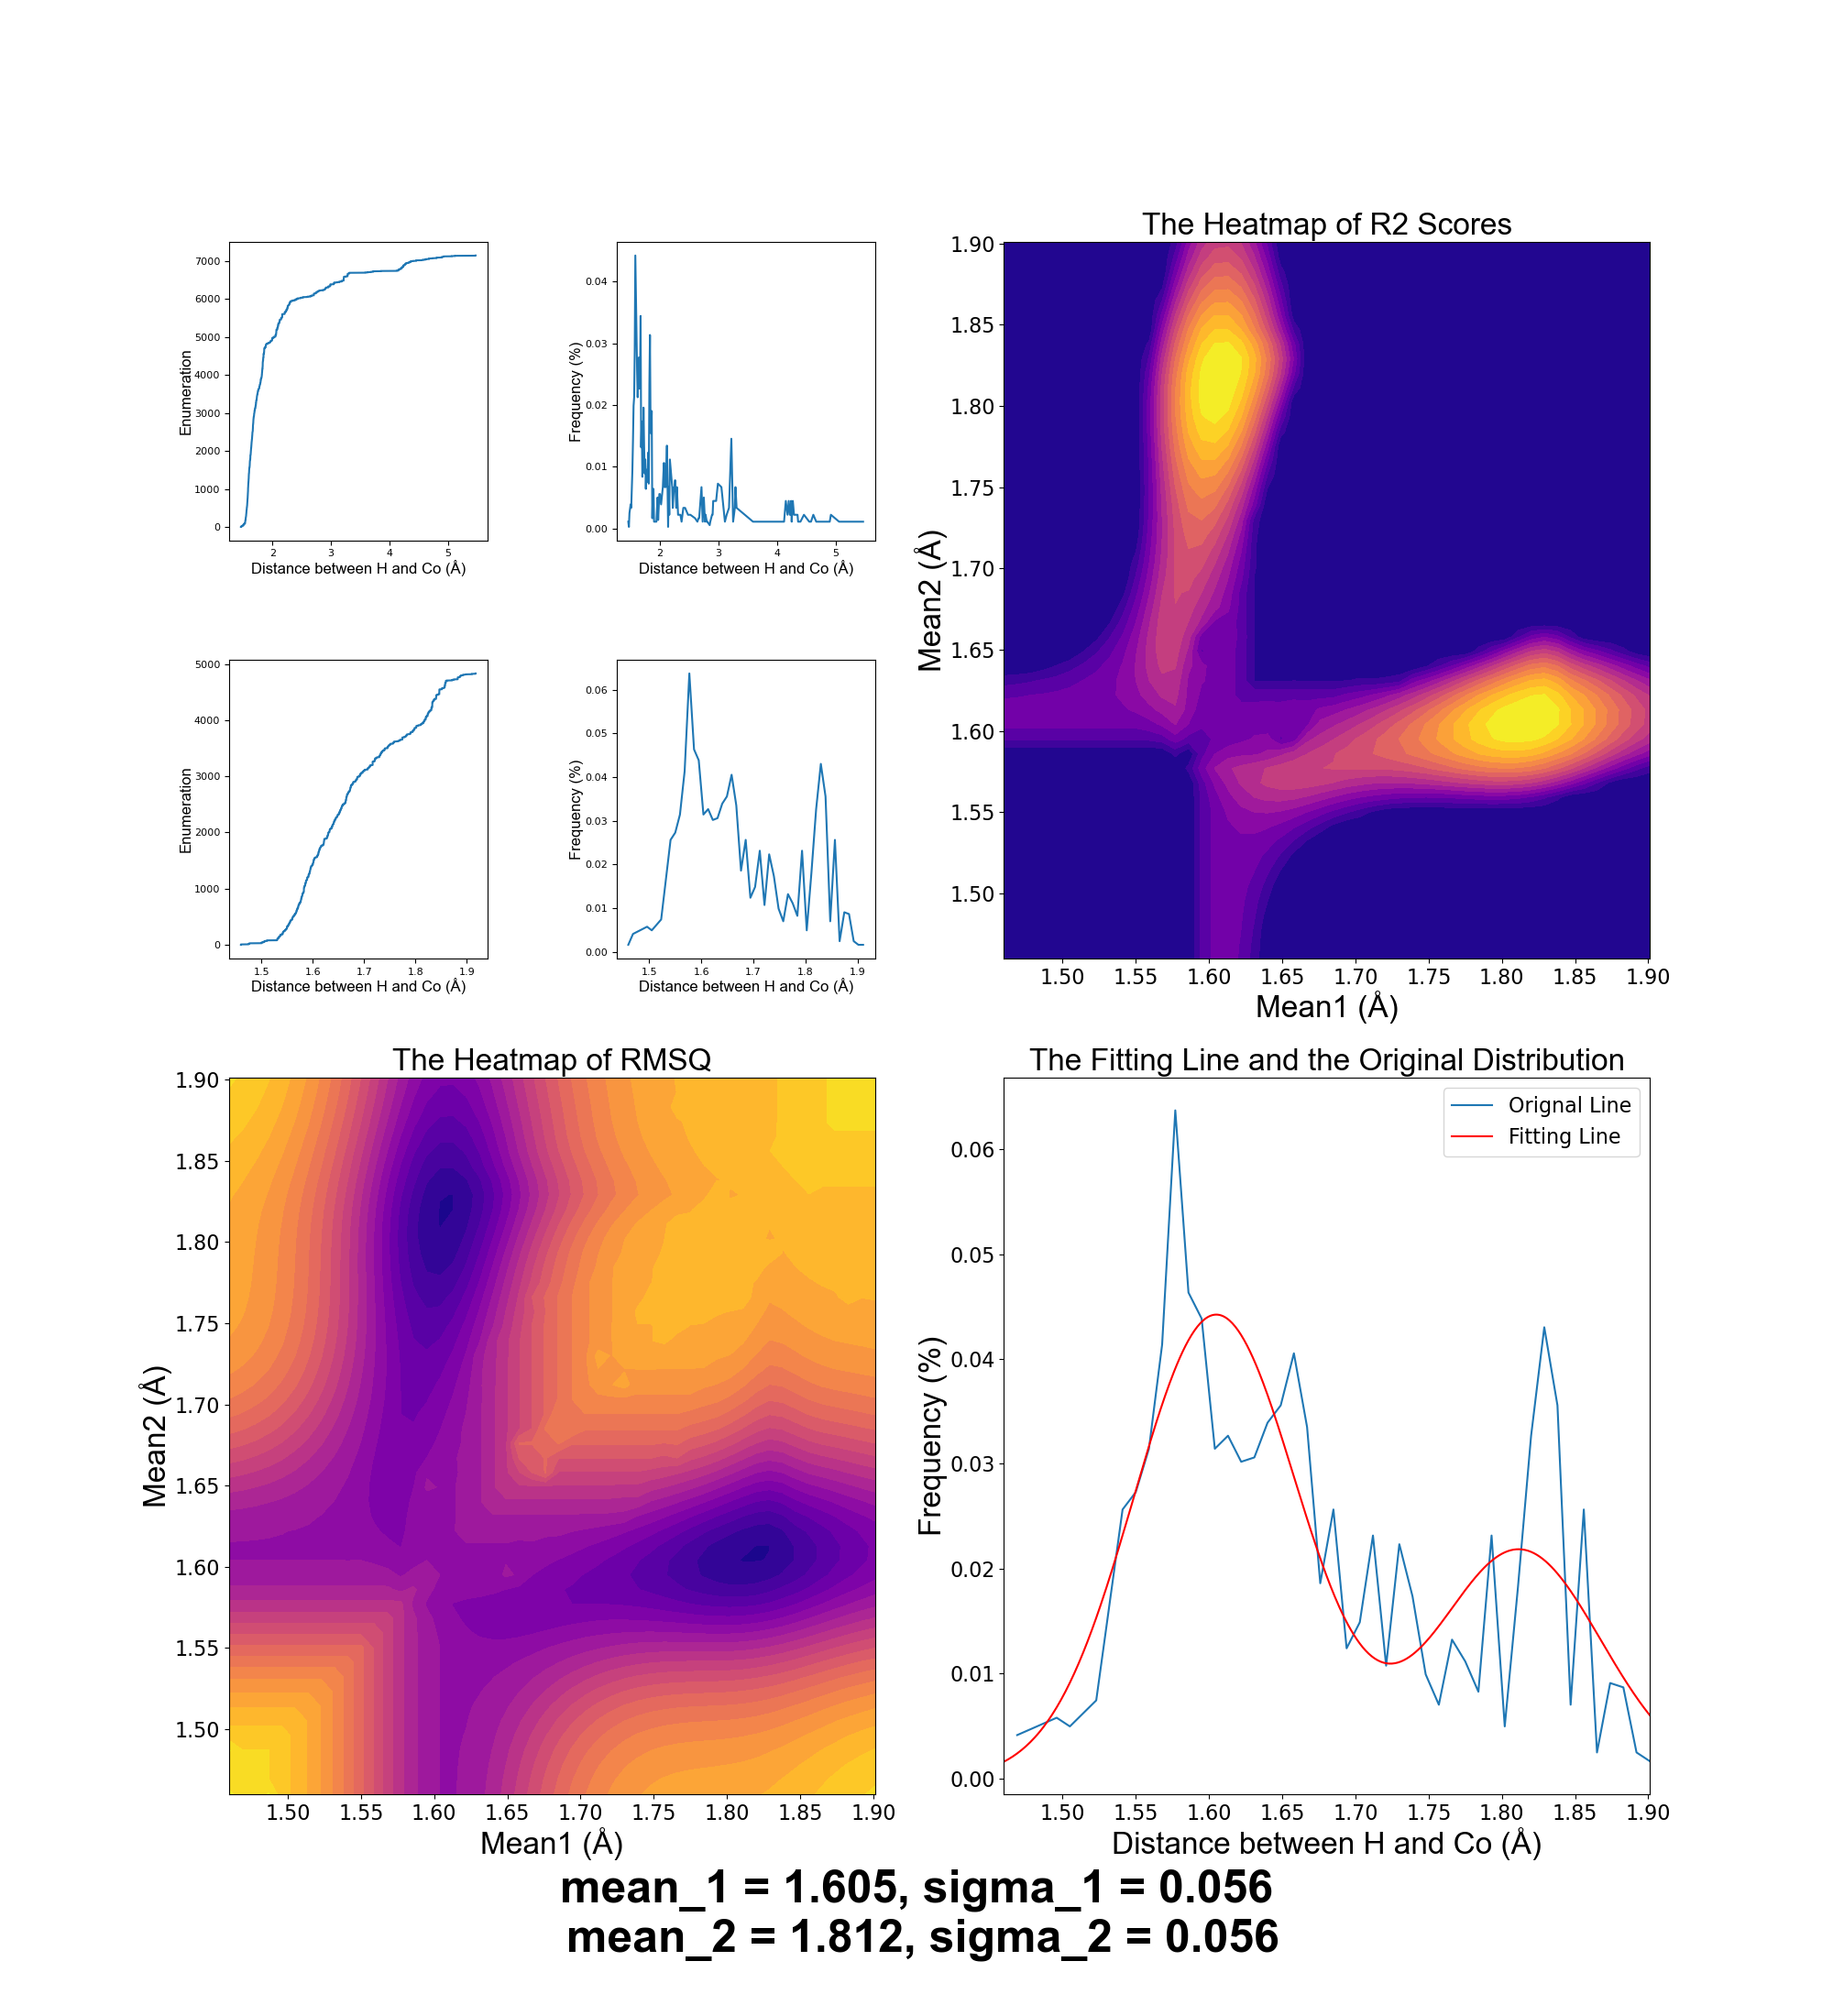 7000
6000
5000
4000
3000
2000
1000
0
Enumeration
2 3 4 5
Distance between H and Co (Å)
0.04
0.03
0.02
0.01
0.00
Frequency (%)
2 3 4 5
Distance between H and Co (Å)
5000
4000
3000
2000
1000
0
Enumeration
1.5 1.6 1.7 1.8 1.9
Distance between H and Co (Å)
0.06
0.05
0.04
0.03
0.02
0.01
0.00
Frequency (%)
1.5 1.6 1.7 1.8 1.9
Distance between H and Co (Å)
The Heatmap of R2 Scores
1.90
1.85
1.80
1.75
1.70
1.65
1.60
1.55
1.50
Mean2 (Å)
1.50 1.55 1.60 1.65 1.70 1.75 1.80 1.85 1.90
Mean1 (Å)
The Heatmap of RMSQ
1.90
1.85
1.80
1.75
1.70
1.65
1.60
1.55
1.50
Mean2 (Å)
1.50 1.55 1.60 1.65 1.70 1.75 1.80 1.85 1.90
Mean1 (Å)
The Fitting Line and the Original Distribution
Orignal Line
Fitting Line
0.06
0.05
0.04
0.03
0.02
0.01
0.00
Frequency (%)
1.50 1.55 1.60 1.65 1.70 1.75 1.80 1.85 1.90
Distance between H and Co (Å)
mean_1 = 1.605, sigma_1 = 0.056
mean_2 = 1.812, sigma_2 = 0.056